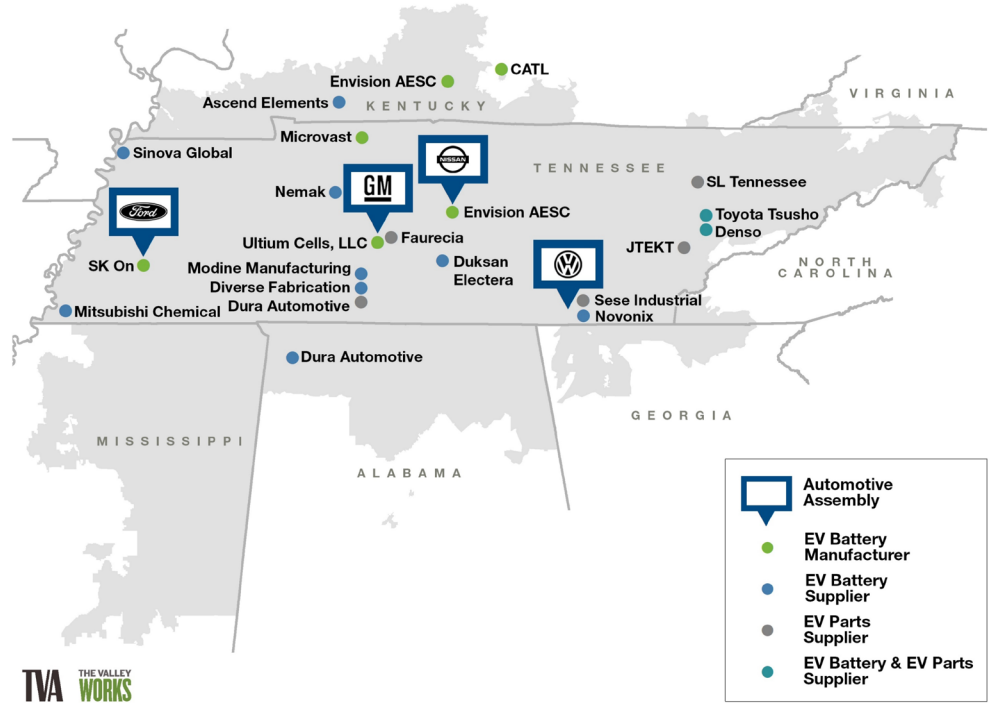 CATL
Envision AESC
Ascend Elements
KENTUCKY
VIRGINIA
Microvast
Sinova Global
NISSAN
TENNESSEE
GM
Nemak
SL Tennessee
Ford
Envision AESC
Toyota Tsusho
Denso
Ultium Cells, LLC
Faurecia
JTEKT
SK On
Modine Manufacturing
Duksan
Electera
NORTH
CAROLINA
Diverse Fabrication
Dura Automotive
Sese Industrial
Mitsubishi Chemical
Novonix
Dura Automotive
GEORGIA
MISSISSIPPI
ALABAMA
Automotive
Assembly
EV Battery
Manufacturer
EV Battery
Supplier
EV Parts
Supplier
EV Battery & EV Parts
Supplier
TVA
THE VALLEY
WORKS